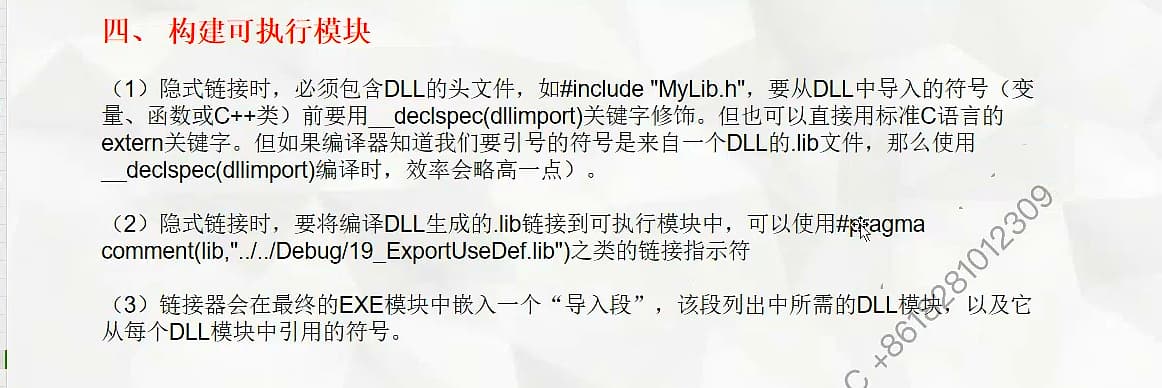 四、 构建可执行模块
（1）隐式链接时，必须包含DLL的头文件，如#include "MyLib.h"，要从DLL中导入的符号（变
量、函数或C++类）前要用__declspec(dllimport)关键字修饰。但也可以直接用标准C语言的
extern关键字。但如果编译器知道我们要引号的符号是来自一个DLL的.lib文件，那么使用
__declspec(dllimport)编译时，效率会略高一点）。
（2）隐式链接时，要将编译DLL生成的.lib链接到可执行模块中，可以使用#pragma
comment(lib,"../../Debug/19_ExportUseDef.lib")之类的链接指示符
（3）链接器会在最终的EXE模块中嵌入一个“导入段”，该段列出中所需的DLL模块，以及它
从每个DLL模块中引用的符号。
C +8618281012309